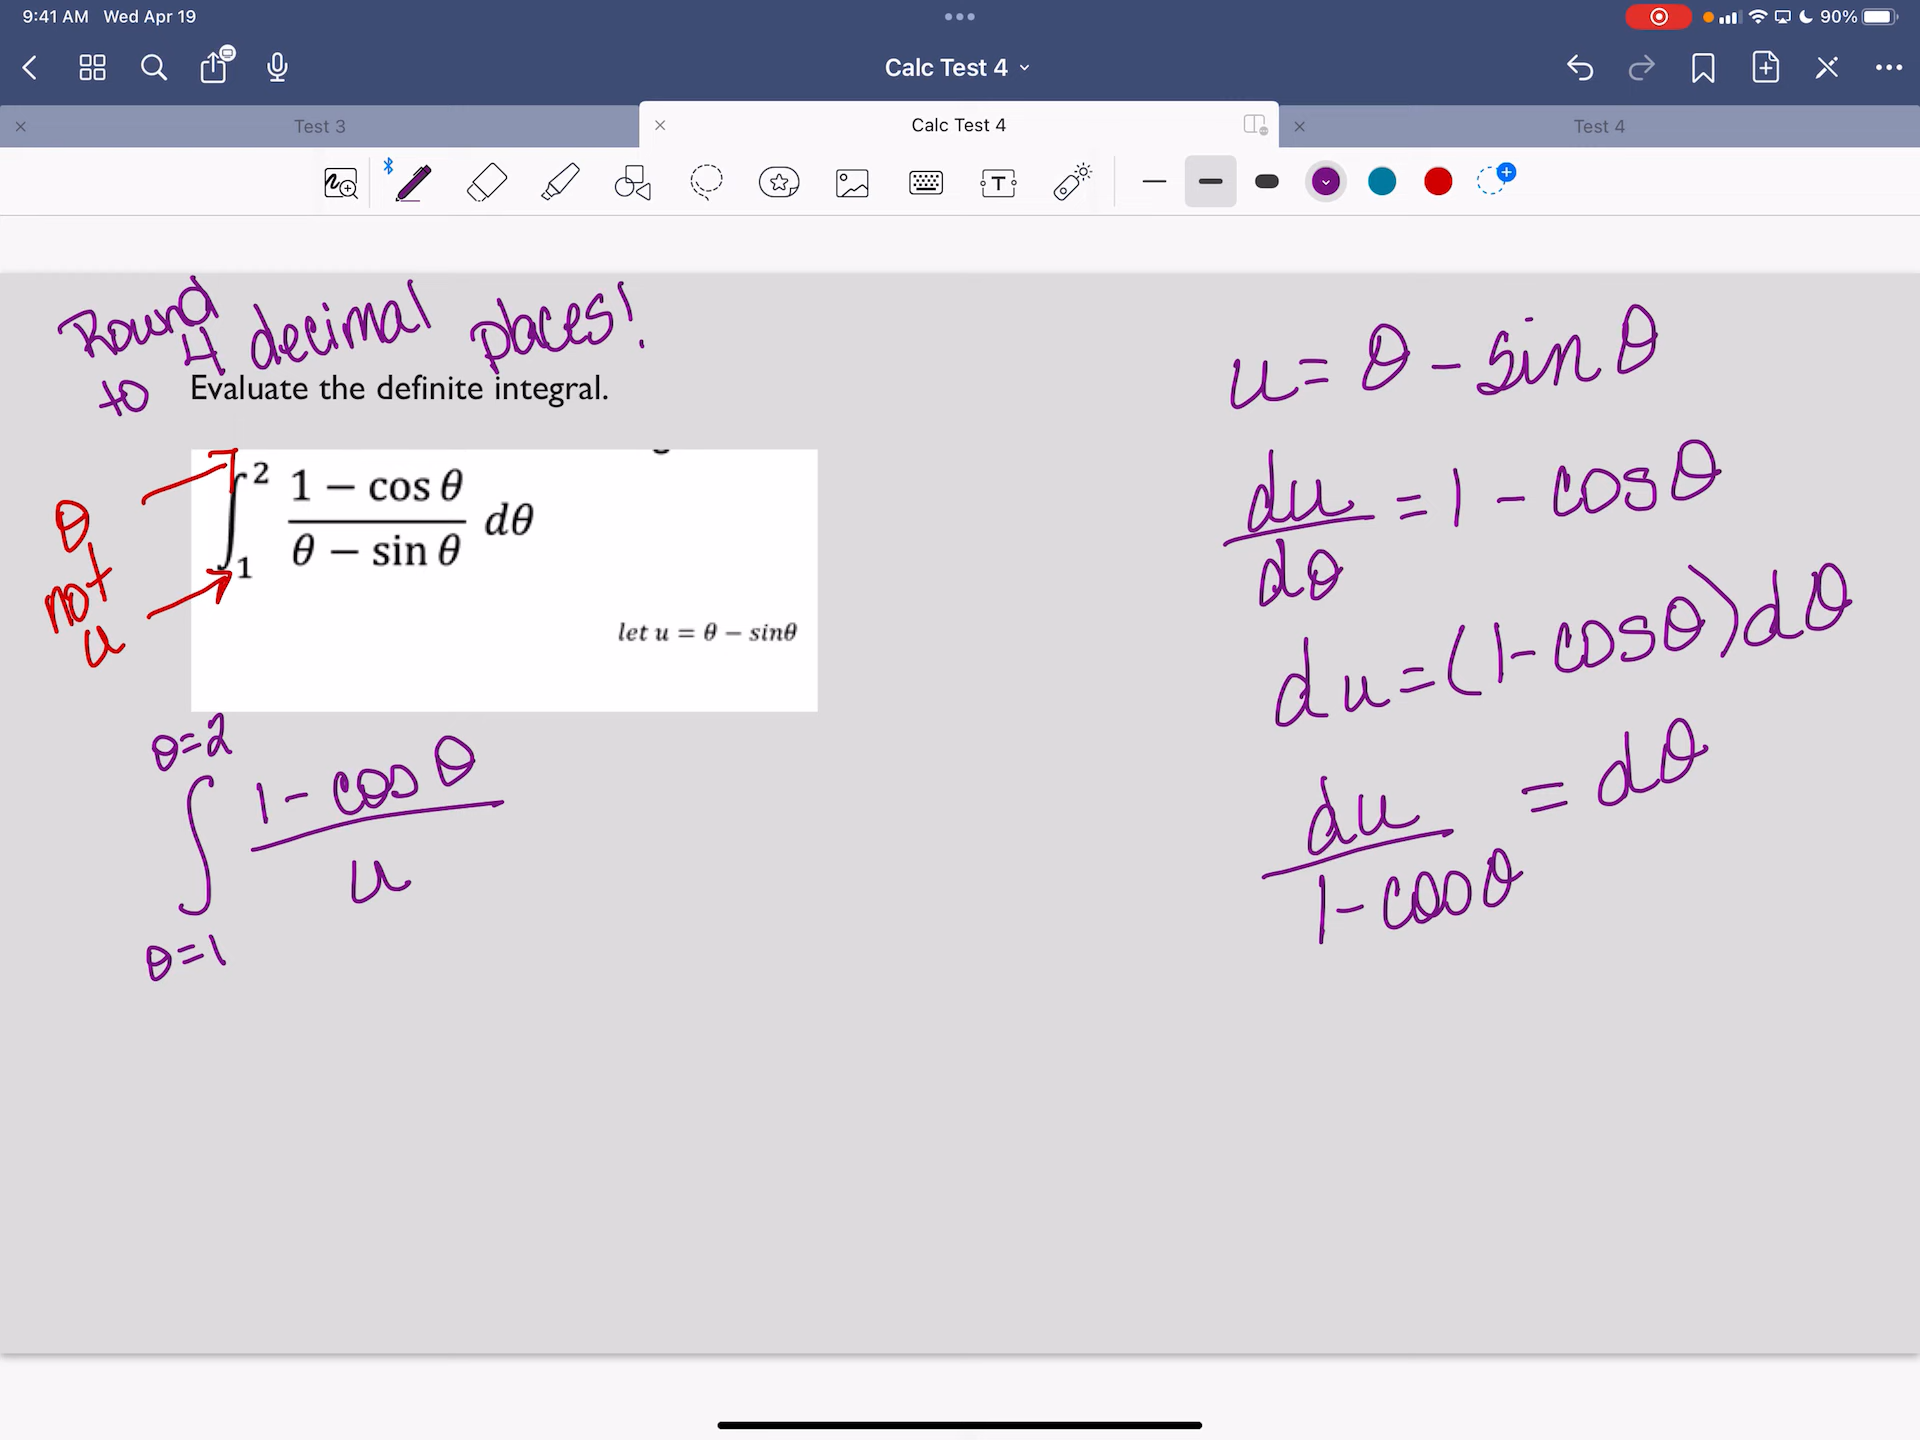 9:41 AM Wed Apr 19
90%
Calc Test 4
Test 3
Calc Test 4
Test 4
T
Round
to 4 decimal places!
Evaluate the definite integral.
∫₁² (1 − cos θ)/(θ − sin θ) dθ
let u = θ − sinθ
θ
not
u
θ=2
∫ (1 - cos θ)/u
θ=1
u = θ - sin θ
du/dθ = 1 - cos θ
du = (1 - cos θ) dθ
du/(1 - cos θ) = dθ